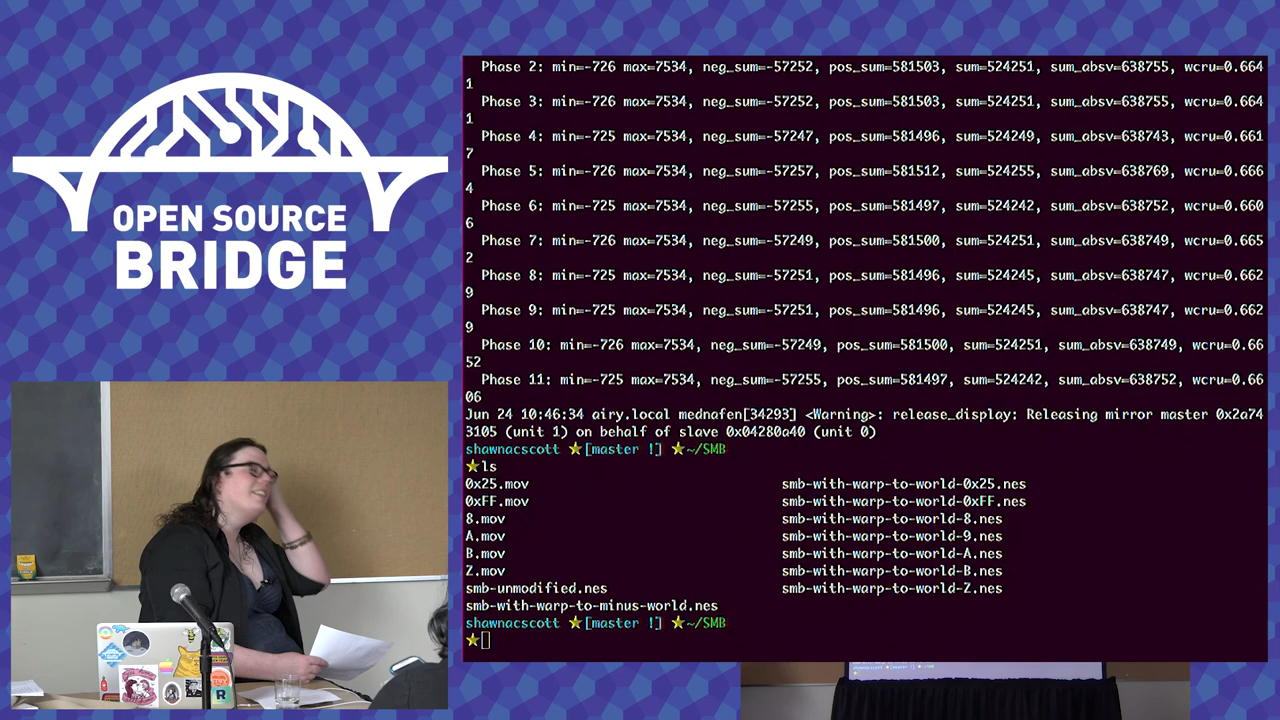 OPEN SOURCE
BRIDGE
Phase 2: min=-726 max=7534, neg_sum=-57252, pos_sum=581503, sum=524251, sum_absv=638755, wcru=0.664
1
Phase 3: min=-726 max=7534, neg_sum=-57252, pos_sum=581503, sum=524251, sum_absv=638755, wcru=0.664
1
Phase 4: min=-725 max=7534, neg_sum=-57247, pos_sum=581496, sum=524249, sum_absv=638743, wcru=0.661
7
Phase 5: min=-726 max=7534, neg_sum=-57257, pos_sum=581512, sum=524255, sum_absv=638769, wcru=0.666
4
Phase 6: min=-725 max=7534, neg_sum=-57255, pos_sum=581497, sum=524242, sum_absv=638752, wcru=0.660
6
Phase 7: min=-726 max=7534, neg_sum=-57249, pos_sum=581500, sum=524251, sum_absv=638749, wcru=0.665
2
Phase 8: min=-725 max=7534, neg_sum=-57251, pos_sum=581496, sum=524245, sum_absv=638747, wcru=0.662
9
Phase 9: min=-725 max=7534, neg_sum=-57251, pos_sum=581496, sum=524245, sum_absv=638747, wcru=0.662
9
Phase 10: min=-726 max=7534, neg_sum=-57249, pos_sum=581500, sum=524251, sum_absv=638749, wcru=0.66
52
Phase 11: min=-725 max=7534, neg_sum=-57255, pos_sum=581497, sum=524242, sum_absv=638752, wcru=0.66
06
Jun 24 10:46:34 airy.local mednafen[34293] <Warning>: release_display: Releasing mirror master 0x2a74
3105 (unit 1) on behalf of slave 0x04280a40 (unit 0)
shawnacscott ★[master !] ★~/SMB
★ls
0x25.mov smb-with-warp-to-world-0x25.nes
0xFF.mov smb-with-warp-to-world-0xFF.nes
8.mov smb-with-warp-to-world-8.nes
A.mov smb-with-warp-to-world-9.nes
B.mov smb-with-warp-to-world-A.nes
Z.mov smb-with-warp-to-world-B.nes
smb-unmodified.nes smb-with-warp-to-world-Z.nes
smb-with-warp-to-minus-world.nes
shawnacscott ★[master !] ★~/SMB
★
R